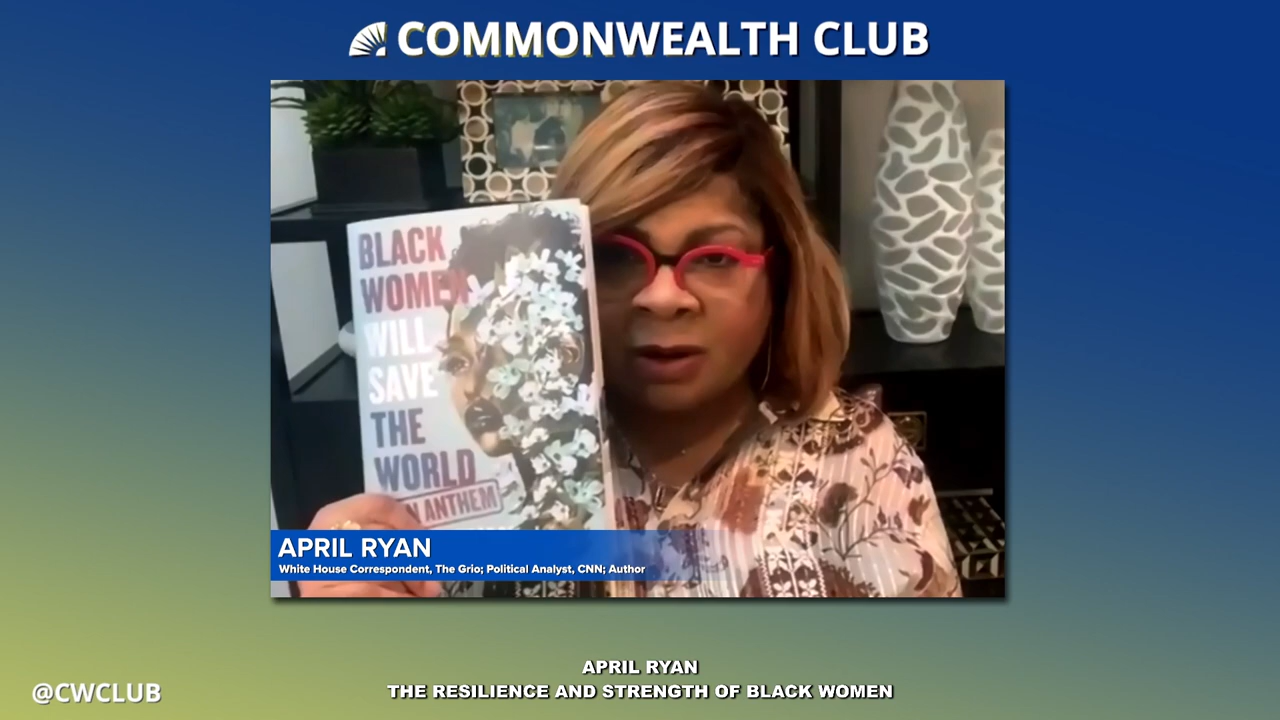 COMMONWEALTH CLUB
BLACK
WOMEN
WILL
SAVE
THE
WORLD
AN ANTHEM
APRIL RYAN
White House Correspondent, The Grio; Political Analyst, CNN; Author
@CWCLUB
APRIL RYAN
THE RESILIENCE AND STRENGTH OF BLACK WOMEN